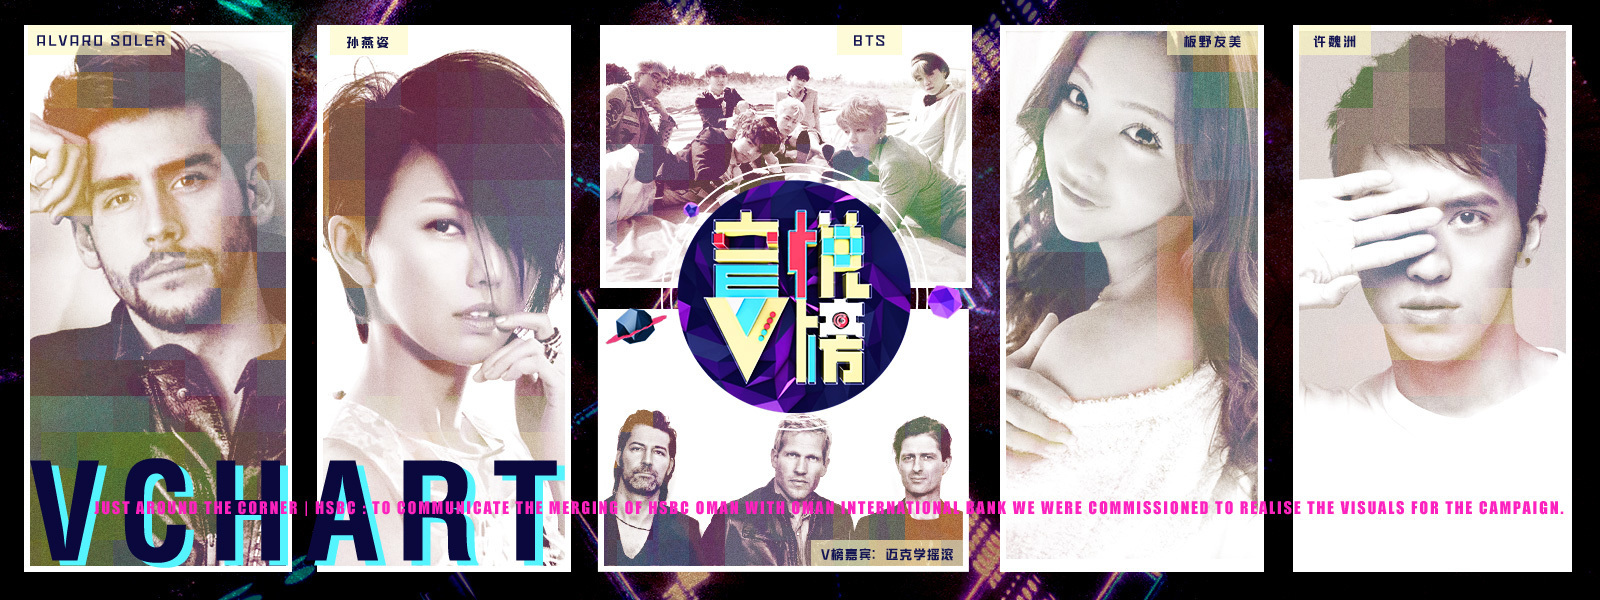 ALVARO SOLER
孙燕姿
BTS
板野友美
许魏洲
音悦
V榜
VCHART
JUST AROUND THE CORNER | HSBC : TO COMMUNICATE THE MERGING OF HSBC OMAN WITH OMAN INTERNATIONAL BANK WE WERE COMMISSIONED TO REALISE THE VISUALS FOR THE CAMPAIGN.
V榜嘉宾：迈克学摇滚